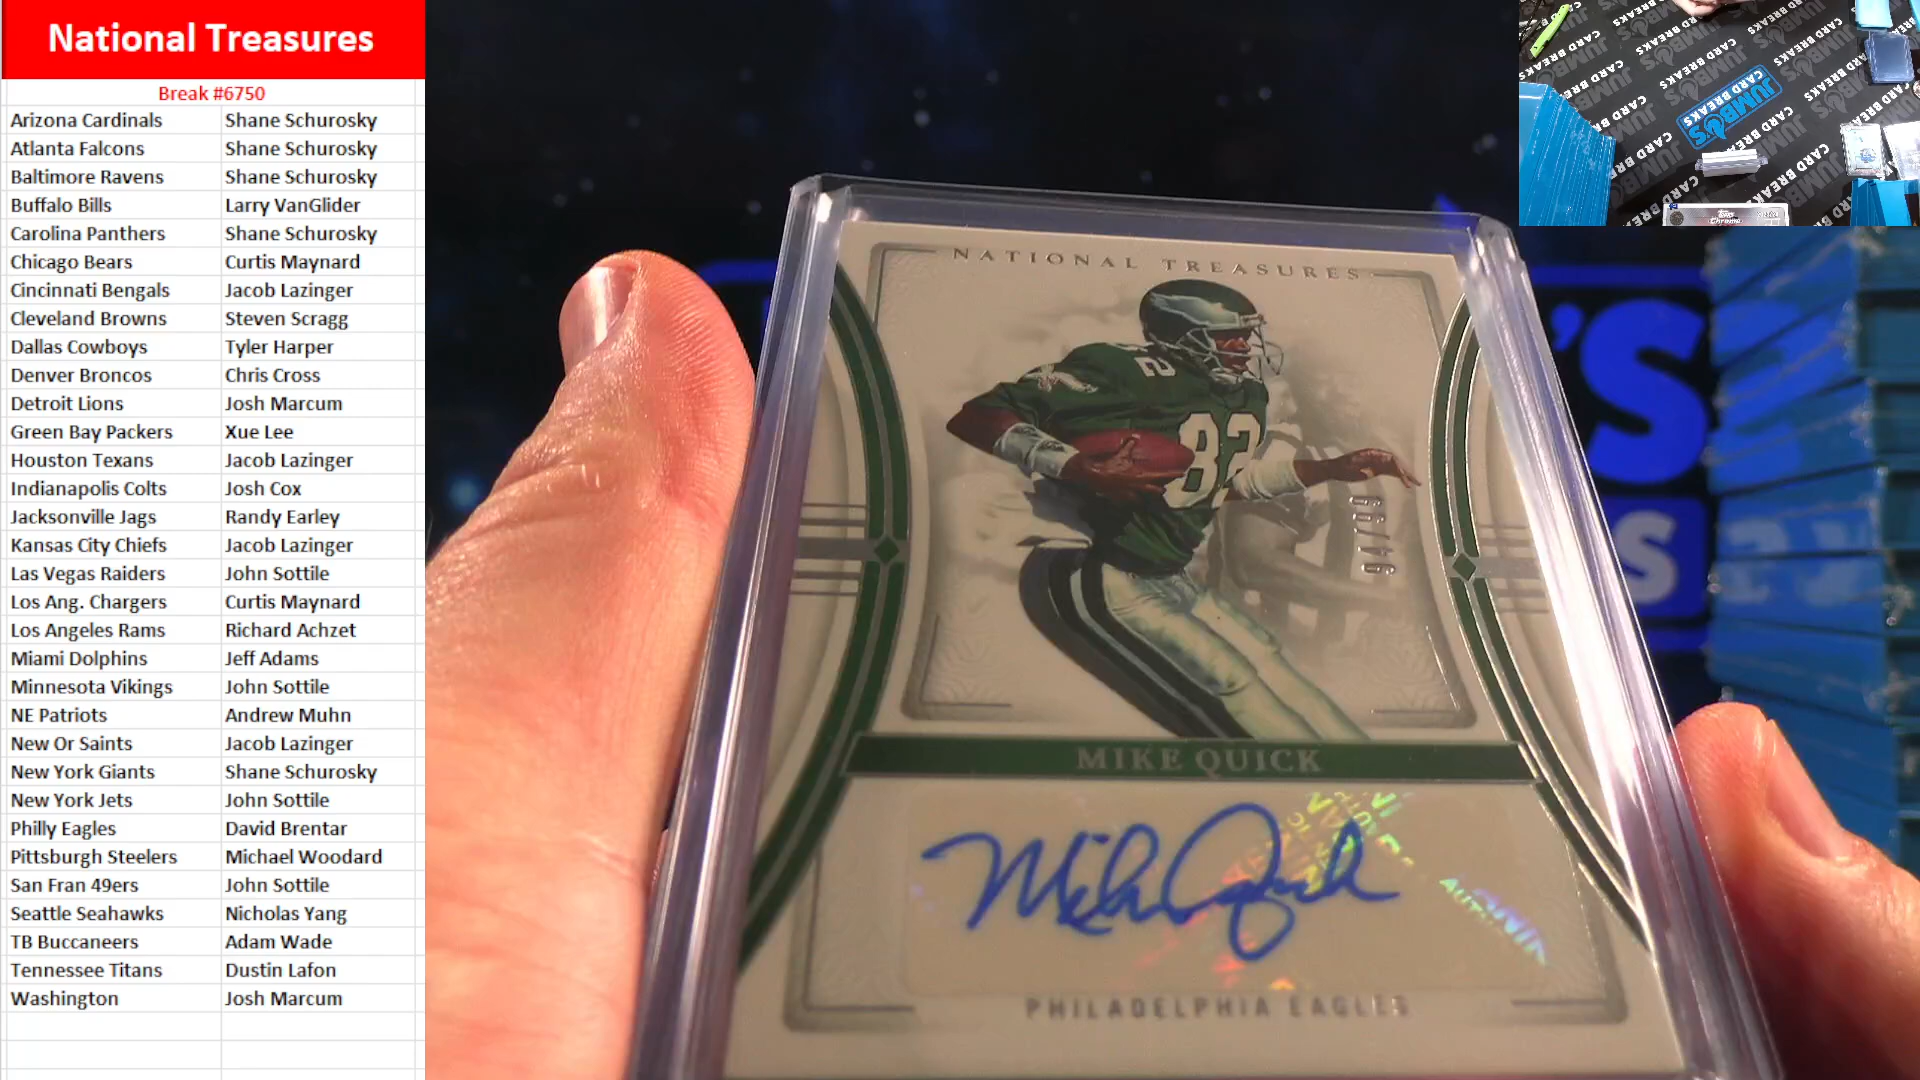 National Treasures
Break #6750
Arizona Cardinals Shane Schurosky
Atlanta Falcons Shane Schurosky
Baltimore Ravens Shane Schurosky
Buffalo Bills Larry VanGlider
Carolina Panthers Shane Schurosky
Chicago Bears Curtis Maynard
Cincinnati Bengals Jacob Lazinger
Cleveland Browns Steven Scragg
Dallas Cowboys Tyler Harper
Denver Broncos Chris Cross
Detroit Lions Josh Marcum
Green Bay Packers Xue Lee
Houston Texans Jacob Lazinger
Indianapolis Colts Josh Cox
Jacksonville Jags Randy Earley
Kansas City Chiefs Jacob Lazinger
Las Vegas Raiders John Sottile
Los Ang. Chargers Curtis Maynard
Los Angeles Rams Richard Achzet
Miami Dolphins Jeff Adams
Minnesota Vikings John Sottile
NE Patriots Andrew Muhn
New Or Saints Jacob Lazinger
New York Giants Shane Schurosky
New York Jets John Sottile
Philly Eagles David Brentar
Pittsburgh Steelers Michael Woodard
San Fran 49ers John Sottile
Seattle Seahawks Nicholas Yang
TB Buccaneers Adam Wade
Tennessee Titans Dustin Lafon
Washington Josh Marcum
NATIONAL TREASURES
82
94/99
MIKE QUICK
Mike Quick
PHILADELPHIA EAGLES
JUMBO'S
CARD BREAKS